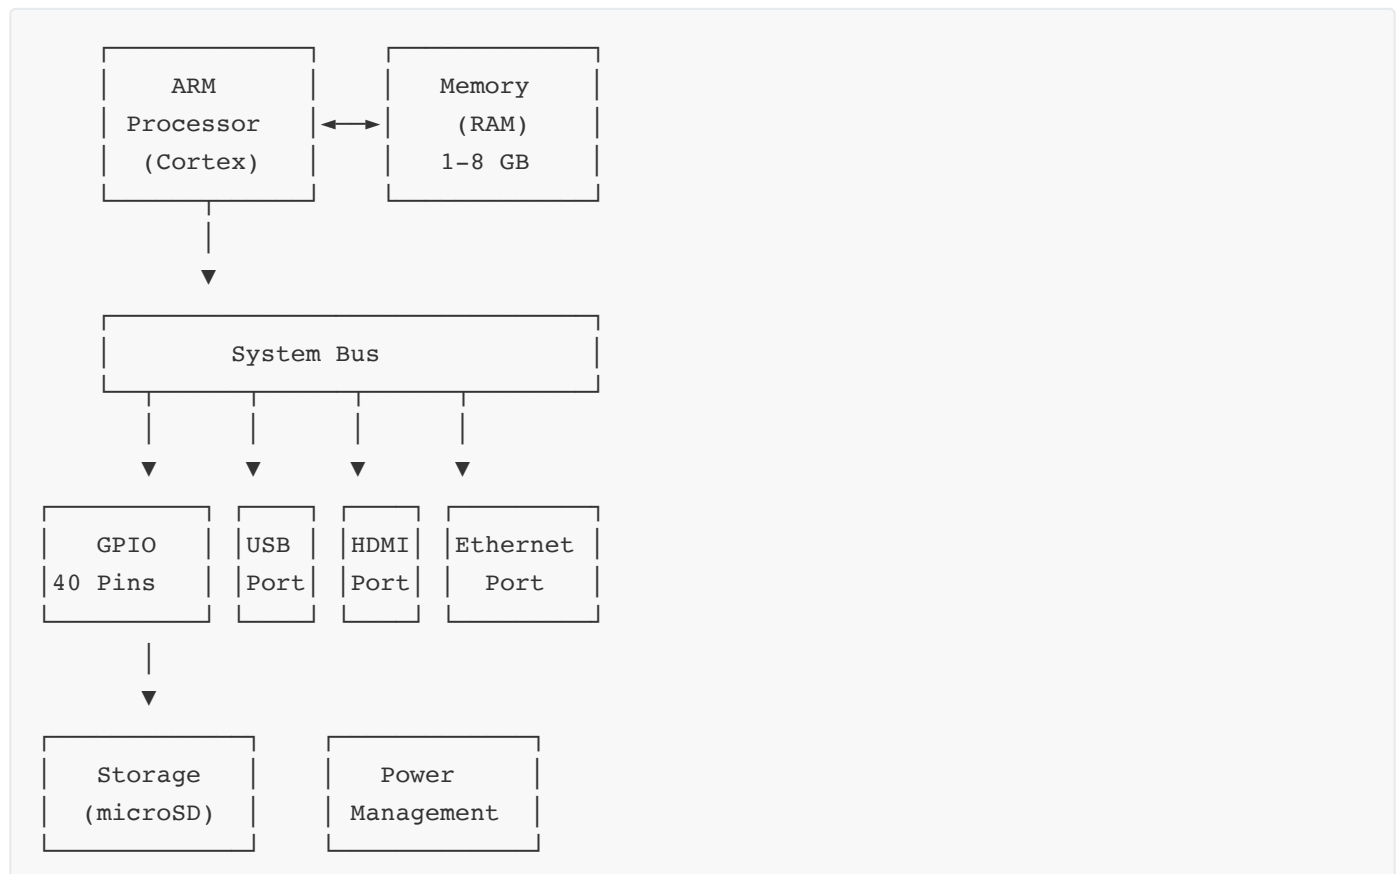 ARM
Processor
(Cortex)
Memory
(RAM)
1-8 GB
System Bus
GPIO
40 Pins
USB
Port
HDMI
Port
Ethernet
Port
Storage
(microSD)
Power
Management